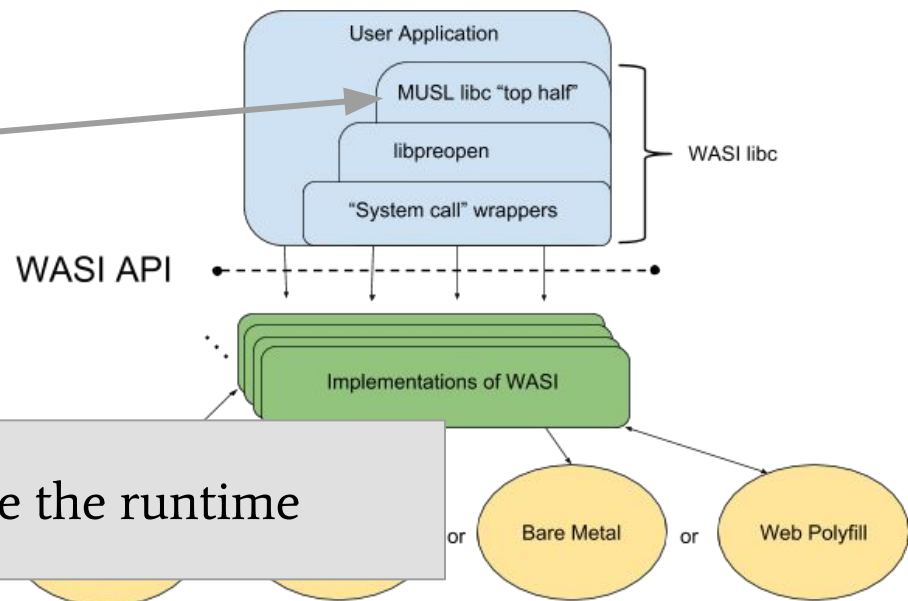 User Application
MUSL libc “top half”
libpreopen
WASI libc
“System call” wrappers
WASI API
Implementations of WASI
e the runtime
or
Bare Metal
or
Web Polyfill